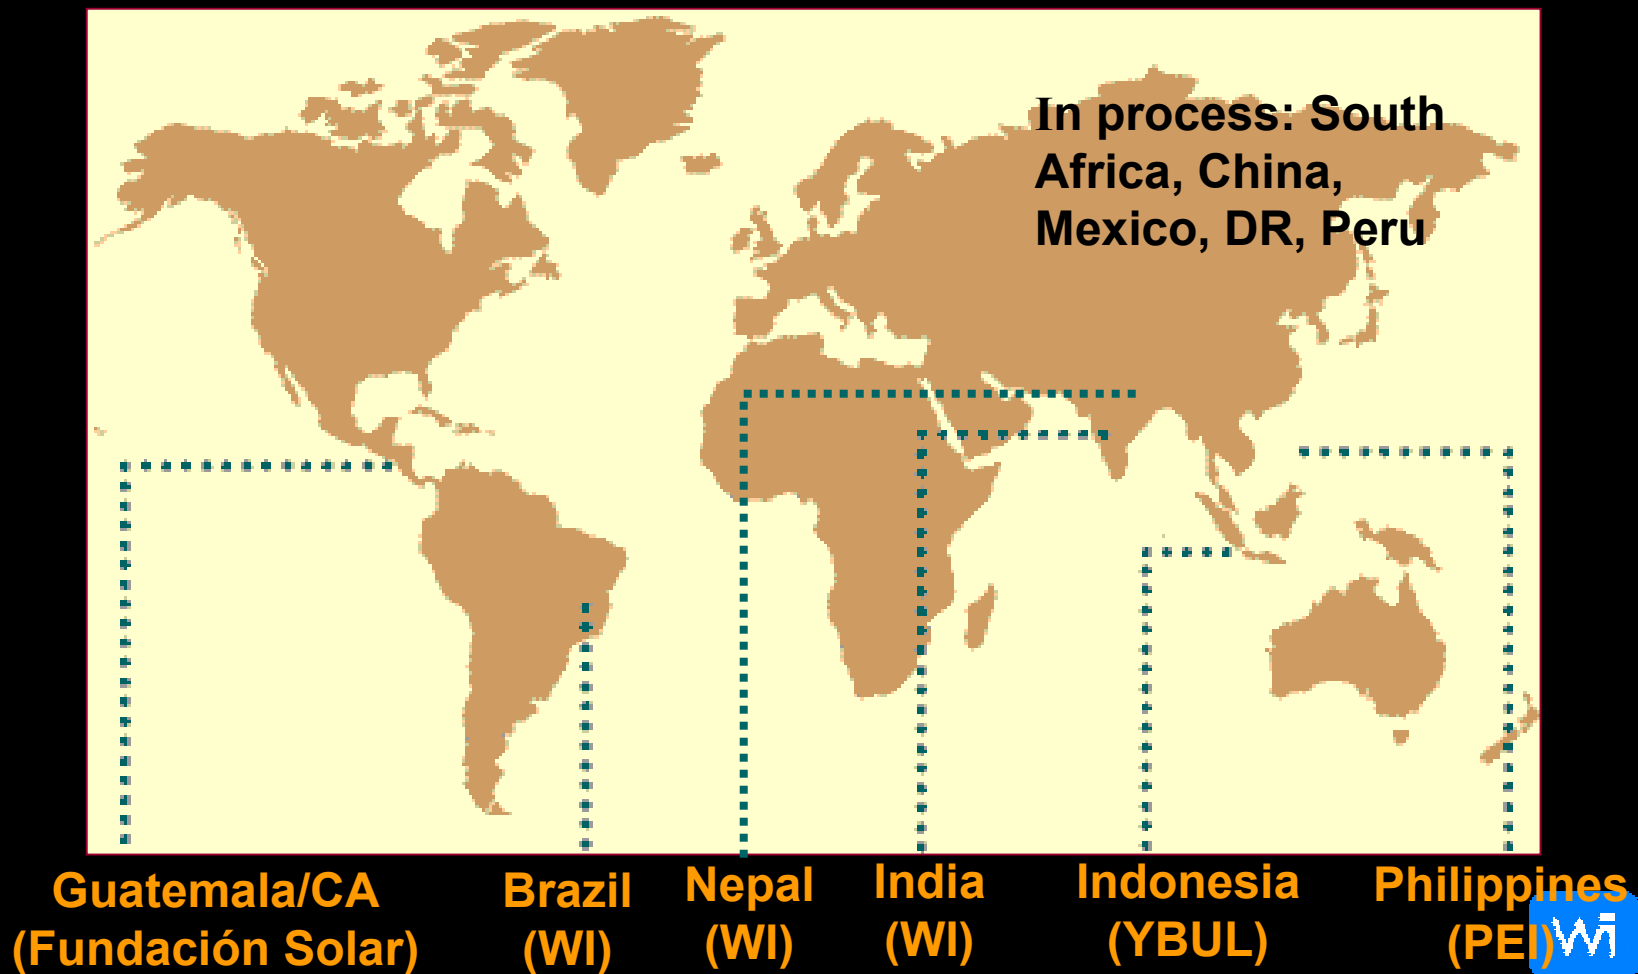 In process: South
Africa, China,
Mexico, DR, Peru
Guatemala/CA
(Fundación Solar)
Brazil
(WI)
Nepal
(WI)
India
(WI)
Indonesia
(YBUL)
Philippines
(PEI)
WI